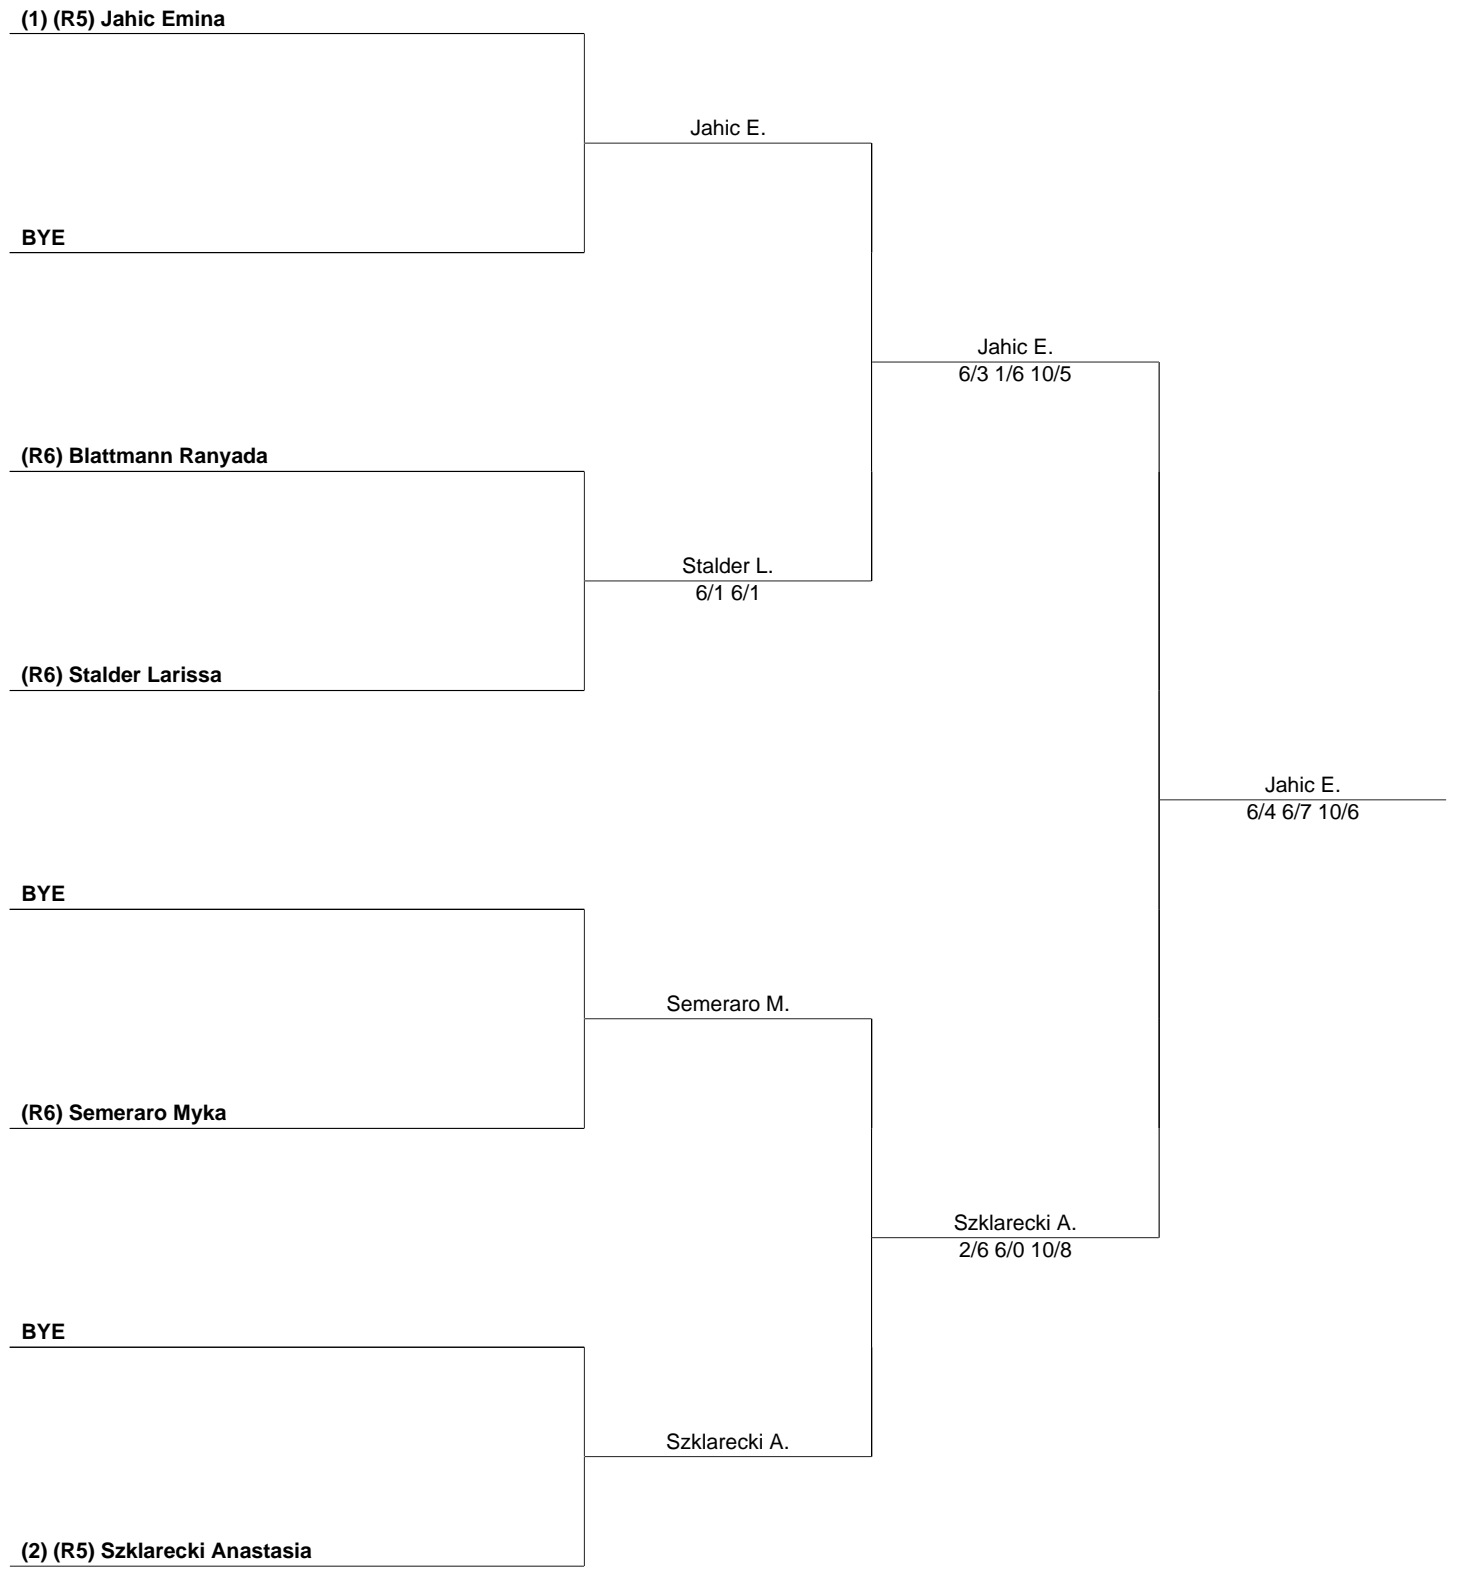 (1) (R5) Jahic Emina
Jahic E.
BYE
Jahic E.
6/3 1/6 10/5
(R6) Blattmann Ranyada
Stalder L.
6/1 6/1
(R6) Stalder Larissa
Jahic E.
6/4 6/7 10/6
BYE
Semeraro M.
(R6) Semeraro Myka
Szklarecki A.
2/6 6/0 10/8
BYE
Szklarecki A.
(2) (R5) Szklarecki Anastasia